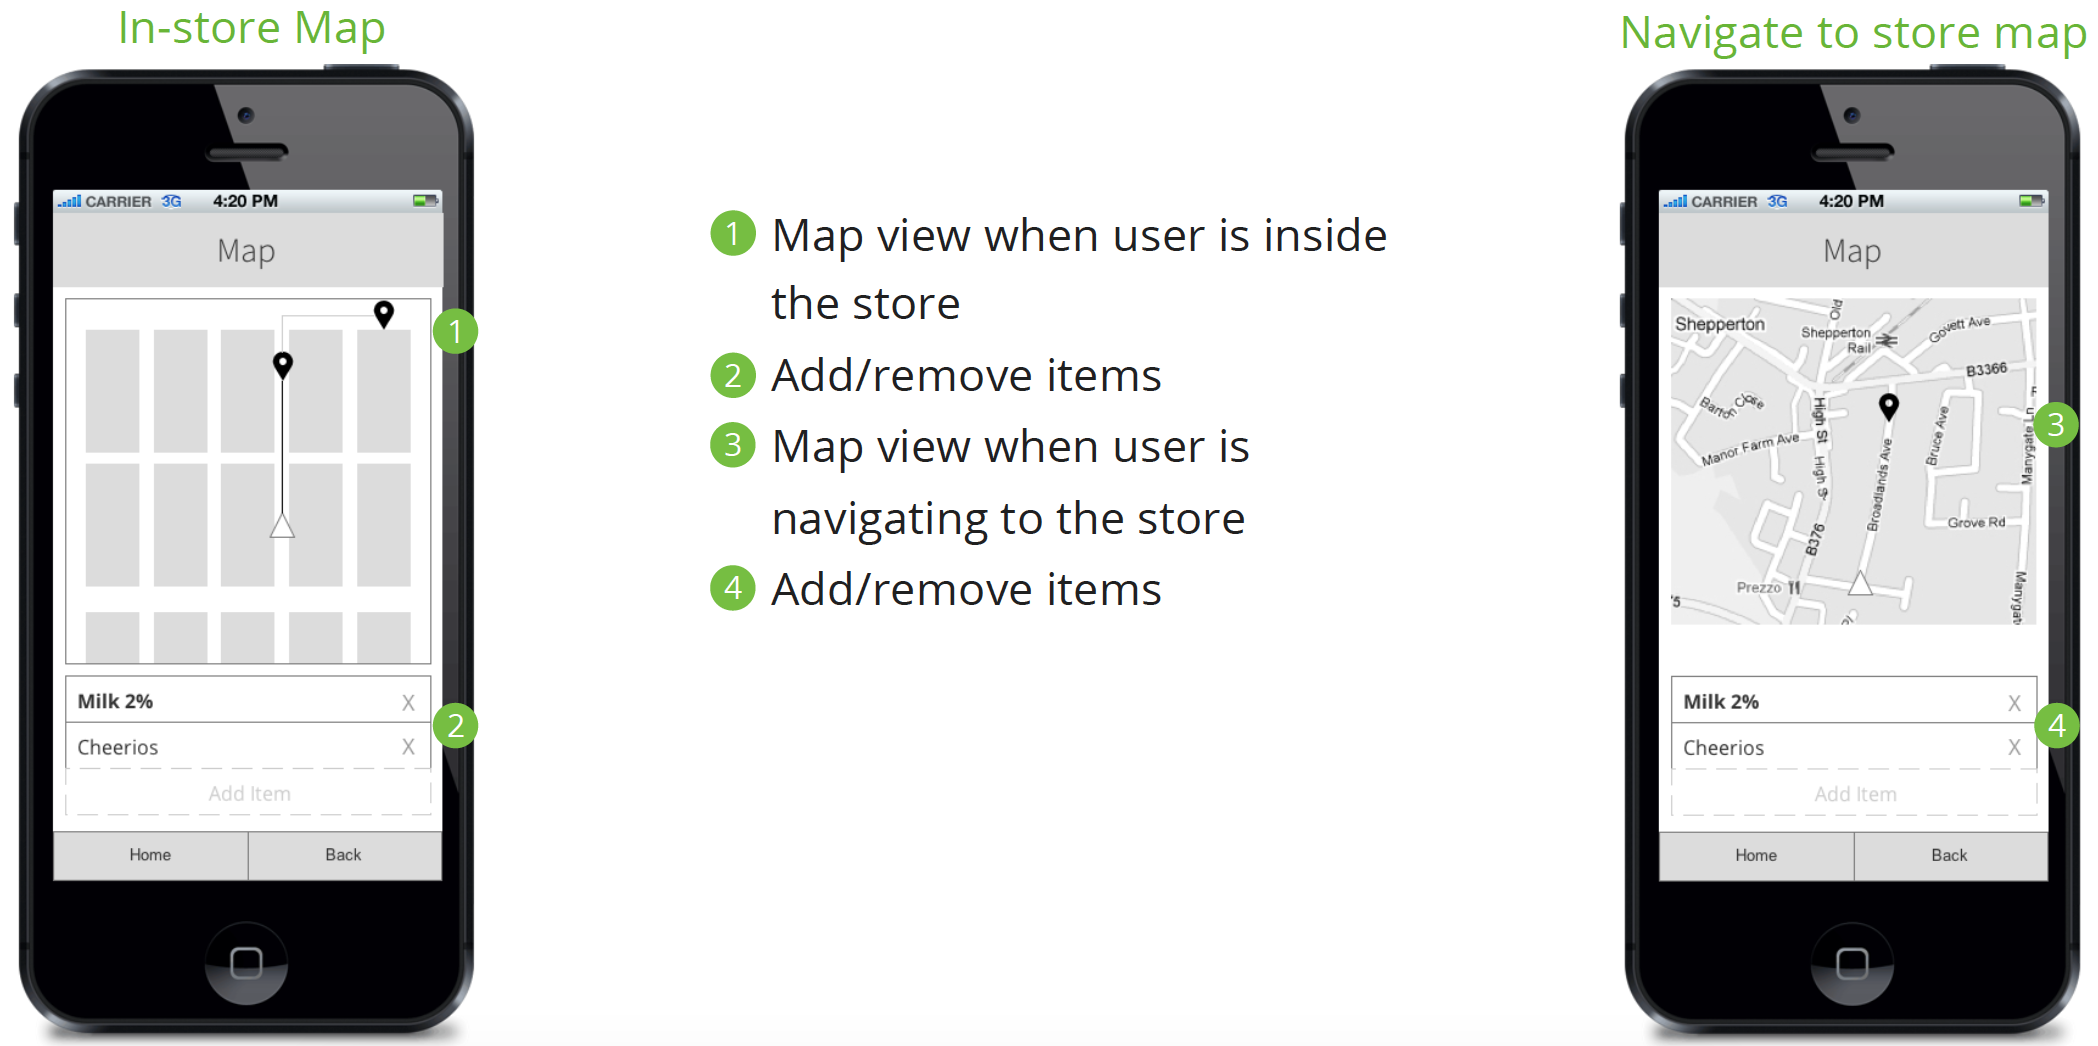 In-store Map
CARRIER 3G 4:20 PM
Map
1
Milk 2% X
2
Cheerios X
Add Item
Home Back
1 Map view when user is inside
the store
2 Add/remove items
3 Map view when user is
navigating to the store
4 Add/remove items
Navigate to store map
CARRIER 3G 4:20 PM
Map
Old
Shepperton
Shepperton
Rail
Govett Ave
B3366
Barton Close
High St
Manor Farm Ave
High S
Broadlands Ave
Bruce Ave
Manygate Ln
3
Grove Rd
B376
Prezzo
Manygat
Milk 2% X
4
Cheerios X
Add Item
Home Back